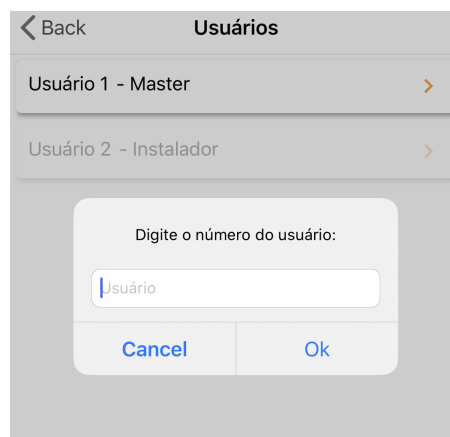 Back
Usuários
Usuário 1 - Master
Usuário 2 - Instalador
Digite o número do usuário:
Usuário
Cancel
Ok